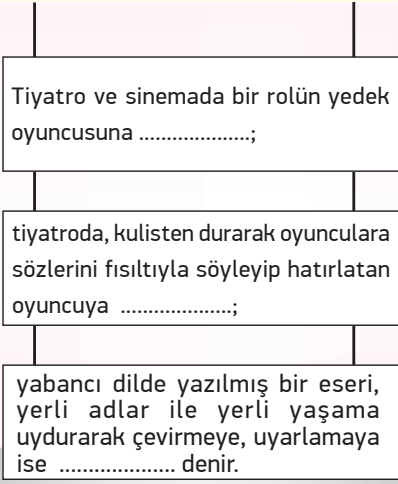 Tiyatro ve sinemada bir rolün yedek
oyuncusuna ....................;
tiyatroda, kulisten durarak oyunculara
sözlerini fısıltıyla söyleyip hatırlatan
oyuncuya ....................;
yabancı dilde yazılmış bir eseri,
yerli adlar ile yerli yaşama
uydurarak çevirmeye, uyarlamaya
ise .................... denir.